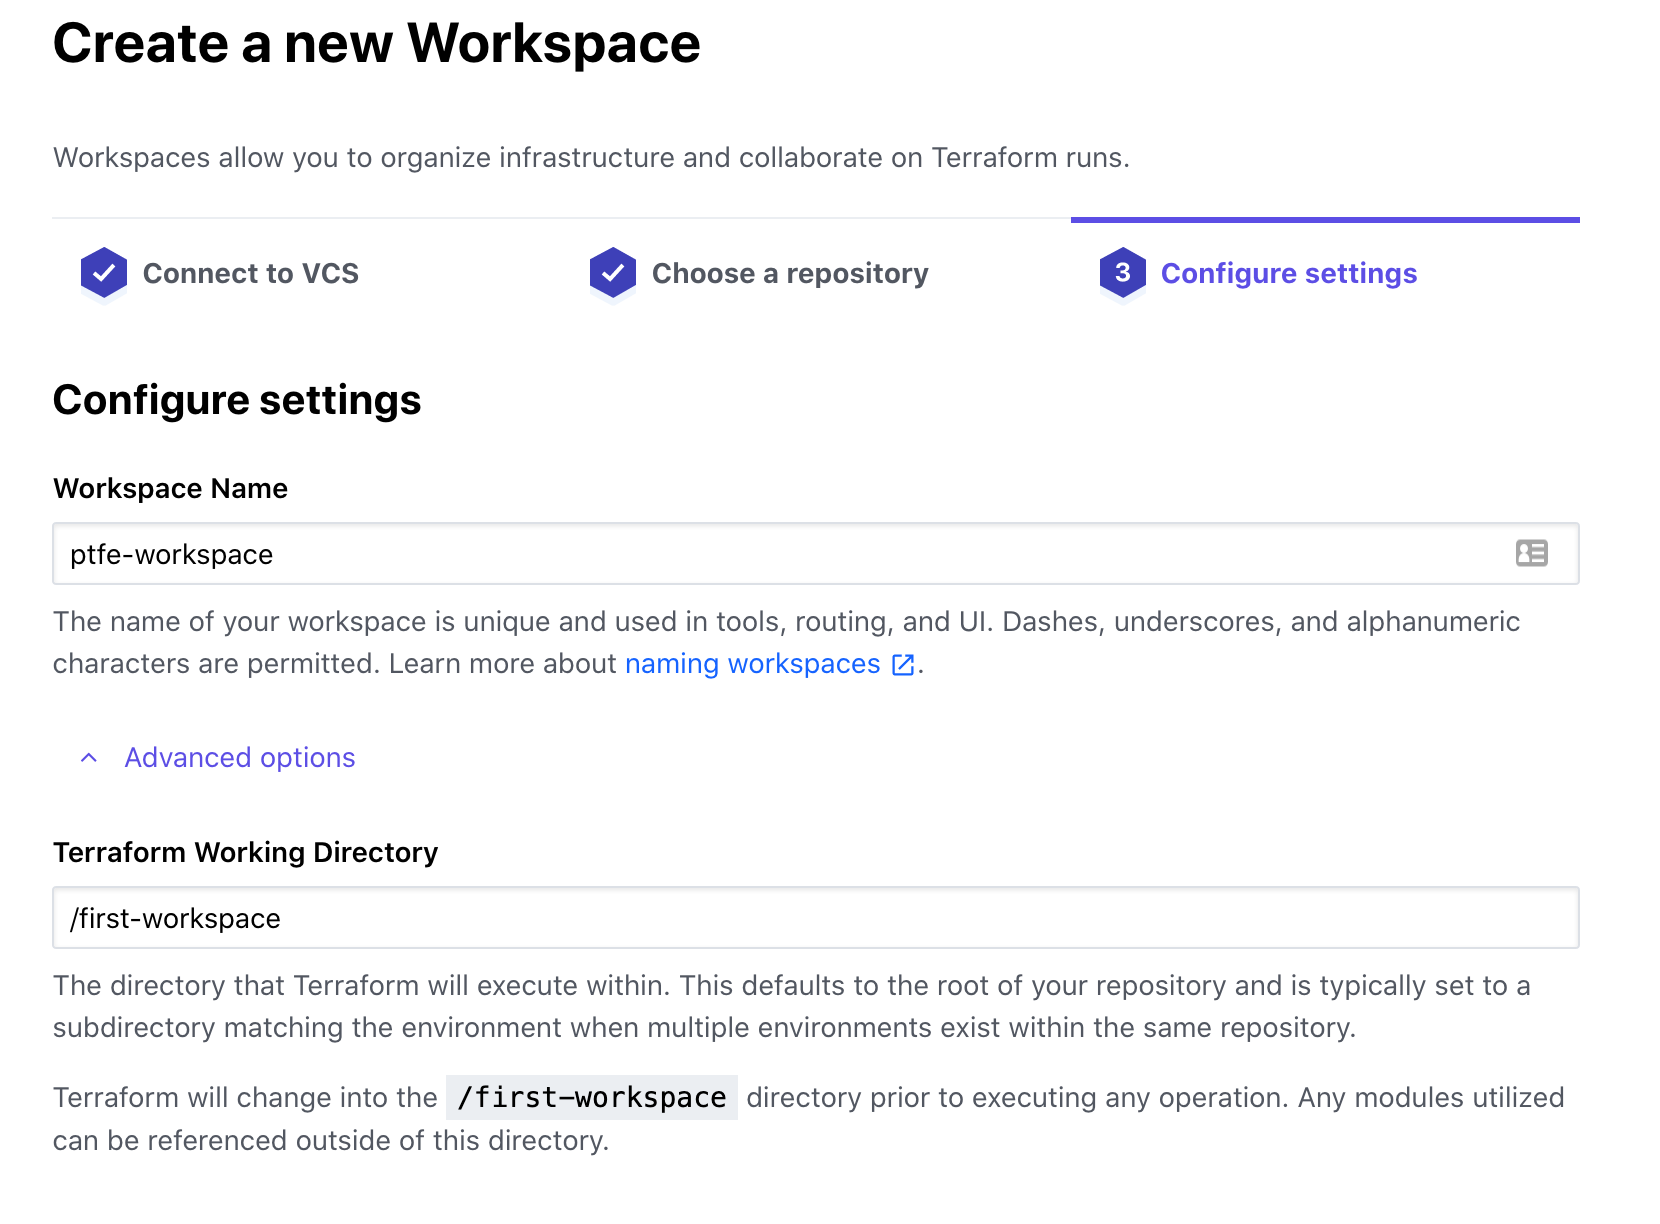 Create a new Workspace
Workspaces allow you to organize infrastructure and collaborate on Terraform runs.
Connect to VCS
Choose a repository
3 Configure settings
Configure settings
Workspace Name
ptfe-workspace
The name of your workspace is unique and used in tools, routing, and UI. Dashes, underscores, and alphanumeric
characters are permitted. Learn more about naming workspaces.
Advanced options
Terraform Working Directory
/first-workspace
The directory that Terraform will execute within. This defaults to the root of your repository and is typically set to a
subdirectory matching the environment when multiple environments exist within the same repository.
Terraform will change into the /first-workspace directory prior to executing any operation. Any modules utilized
can be referenced outside of this directory.